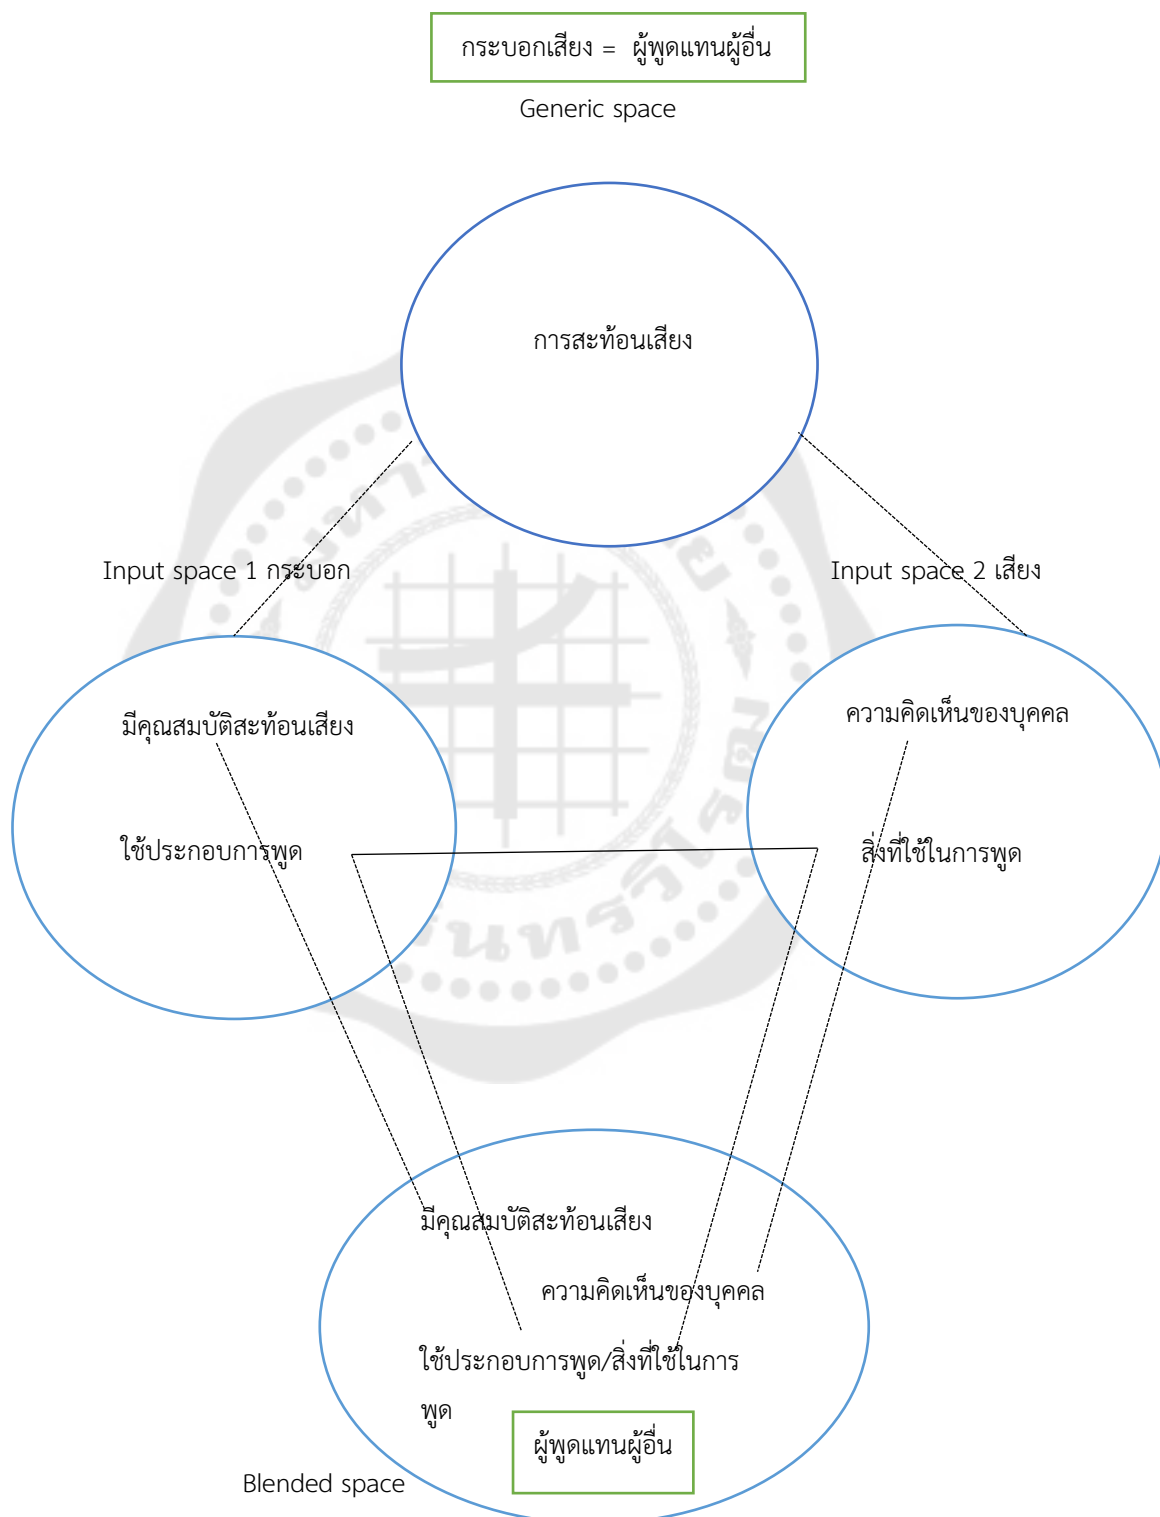 กระบอกเสียง = ผู้พูดแทนผู้อื่น
Generic space
การสะท้อนเสียง
Input space 1 กระบอก
Input space 2 เสียง
มีคุณสมบัติสะท้อนเสียง
ความคิดเห็นของบุคคล
ใช้ประกอบการพูด
สิ่งที่ใช้ในการพูด
มีคุณสมบัติสะท้อนเสียง
ความคิดเห็นของบุคคล
ใช้ประกอบการพูด/สิ่งที่ใช้ในการ
พูด
ผู้พูดแทนผู้อื่น
Blended space